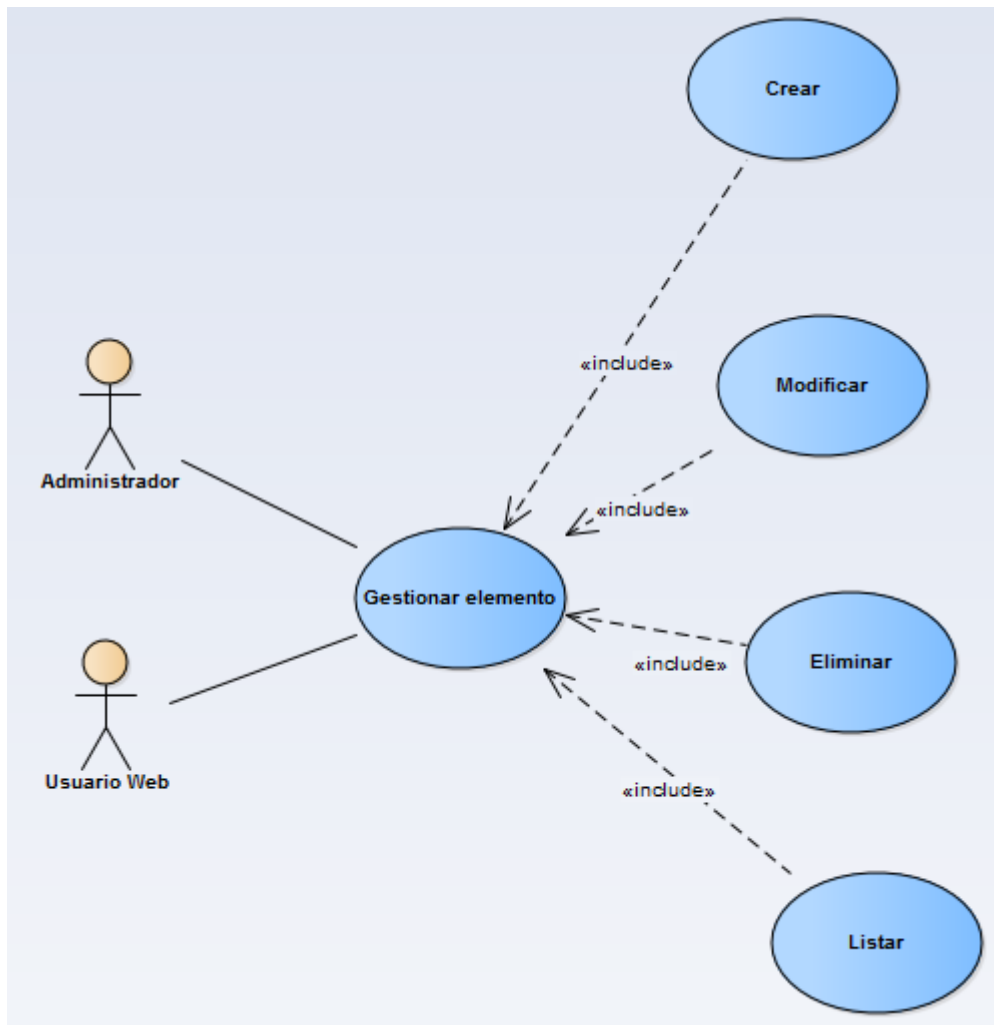 Crear
«include»
Modificar
Administrador
«include»
Gestionar elemento
Eliminar
«include»
Usuario Web
«include»
Listar